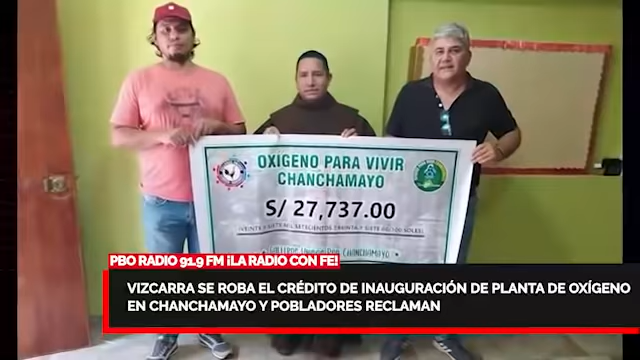 OXIGENO PARA VIVIR
CHANCHAMAYO
S/ 27,737.00
PBO RADIO 91.9 FM ¡LA RADIO CON FE!
VIZCARRA SE ROBA EL CRÉDITO DE INAUGURACIÓN DE PLANTA DE OXÍGENO
EN CHANCHAMAYO Y POBLADORES RECLAMAN